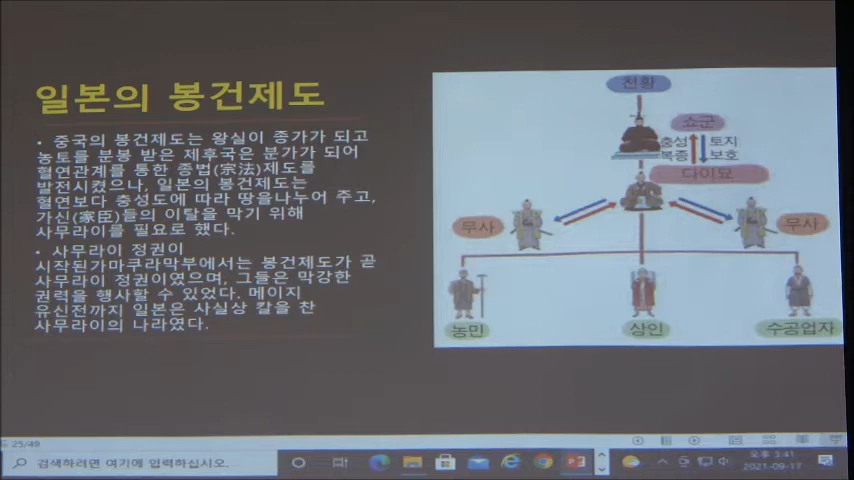 일본의 봉건제도
• 중국의 봉건제도는 왕실이 종가가 되고
농토를 분봉 받은 제후국은 분가가 되어
혈연관계를 통한 종법(宗法)제도를
발전시켰으나, 일본의 봉건제도는
혈연보다 충성도에 따라 땅을나누어 주고,
가신(家臣)들의 이탈을 막기 위해
사무라이를 필요로 했다.
• 사무라이 정권이
시작된가마쿠라막부에서는 봉건제도가 곧
사무라이 정권이였으며, 그들은 막강한
권력을 행사할 수 있었다. 메이지
유신전까지 일본은 사실상 칼을 찬
사무라이의 나라였다.
천황
쇼군
충성 토지
복종 보호
다이묘
무사 무사
농민 상인 수공업자
25/49
검색하려면 여기에 입력하십시오.
오후 3:41
2021-09-17